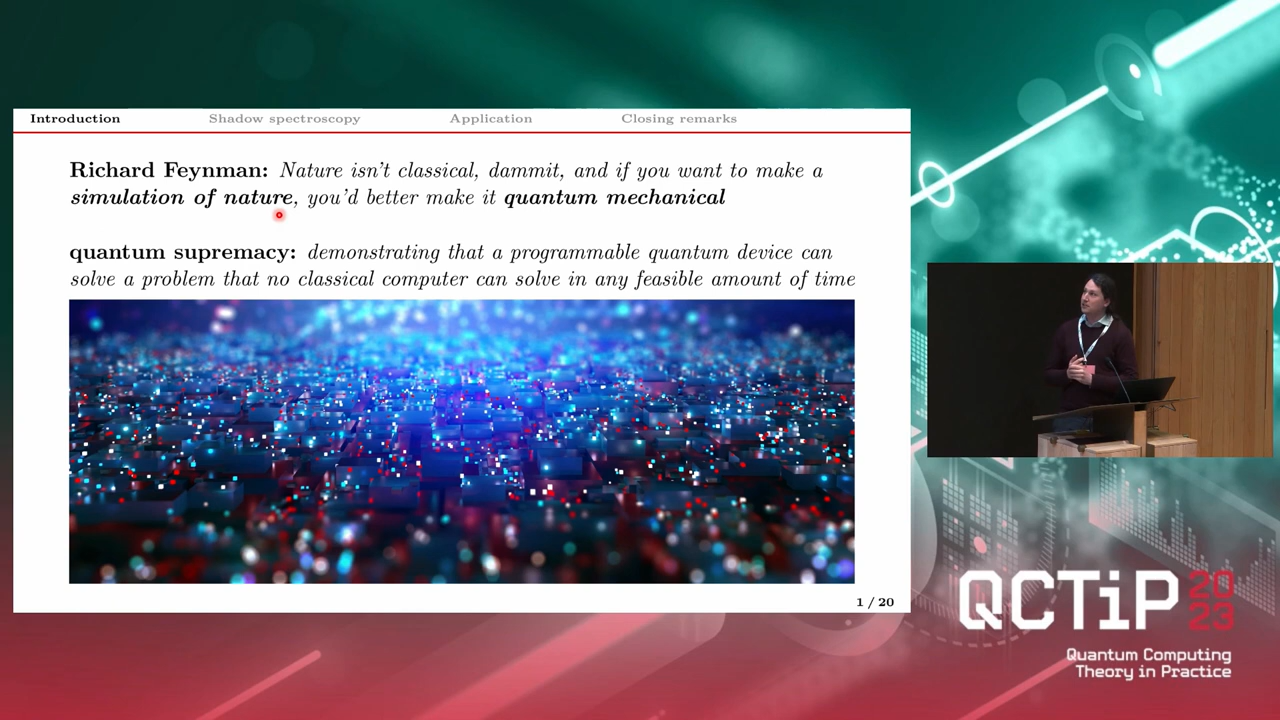 Introduction Shadow spectroscopy Application Closing remarks
Richard Feynman: Nature isn't classical, dammit, and if you want to make a
simulation of nature, you'd better make it quantum mechanical
quantum supremacy: demonstrating that a programmable quantum device can
solve a problem that no classical computer can solve in any feasible amount of time
1 / 20
QCTiP 20
23
Quantum Computing
Theory in Practice